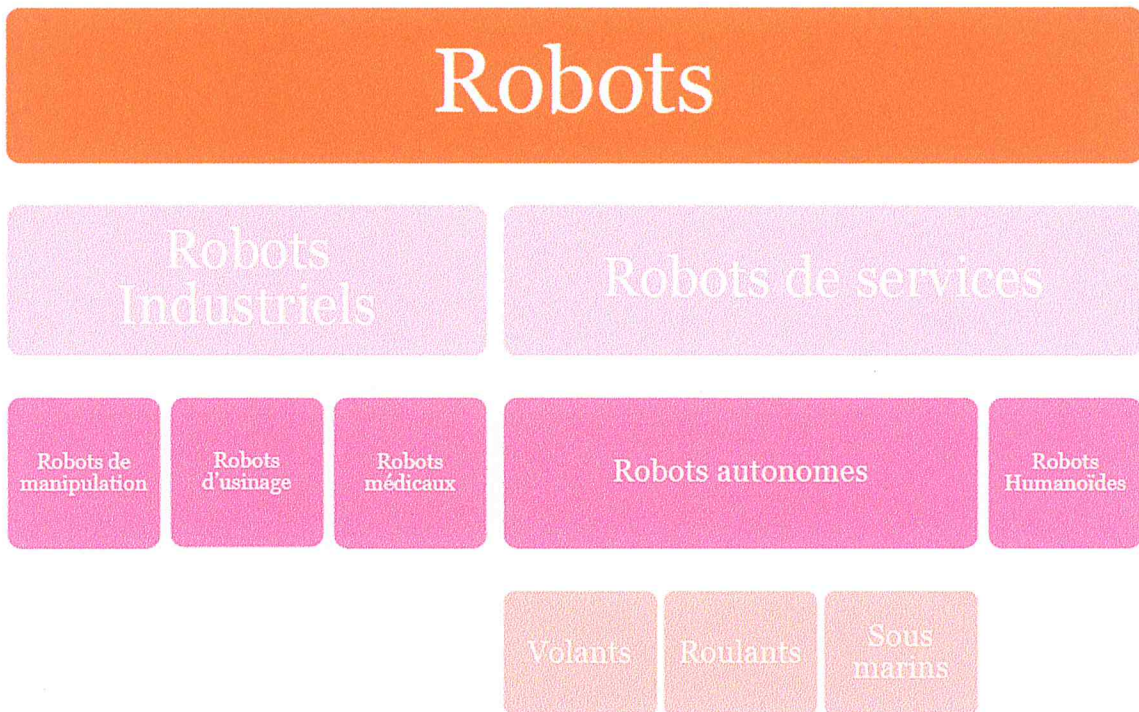 Robots
Robots
Industriels
Robots de services
Robots de
manipulation
Robots
d'usinage
Robots
médicaux
Robots autonomes
Robots
Humanoïdes
Volants
Roulants
Sous
marins